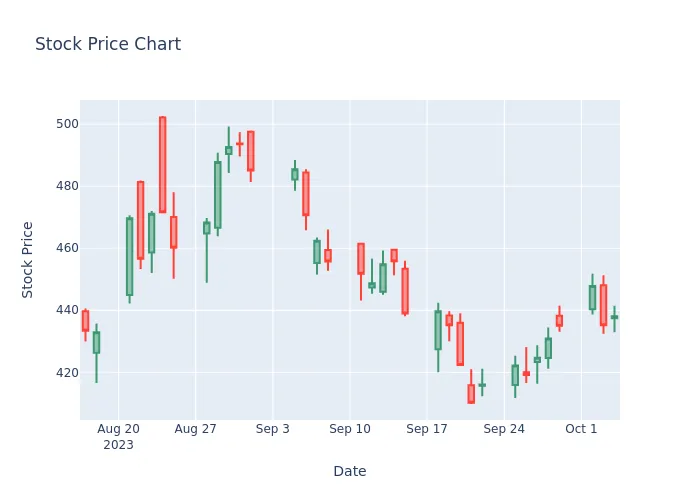 Stock Price Chart
Stock Price
500
480
460
440
420
Aug 20
2023
Aug 27
Sep 3
Sep 10
Sep 17
Sep 24
Oct 1
Date